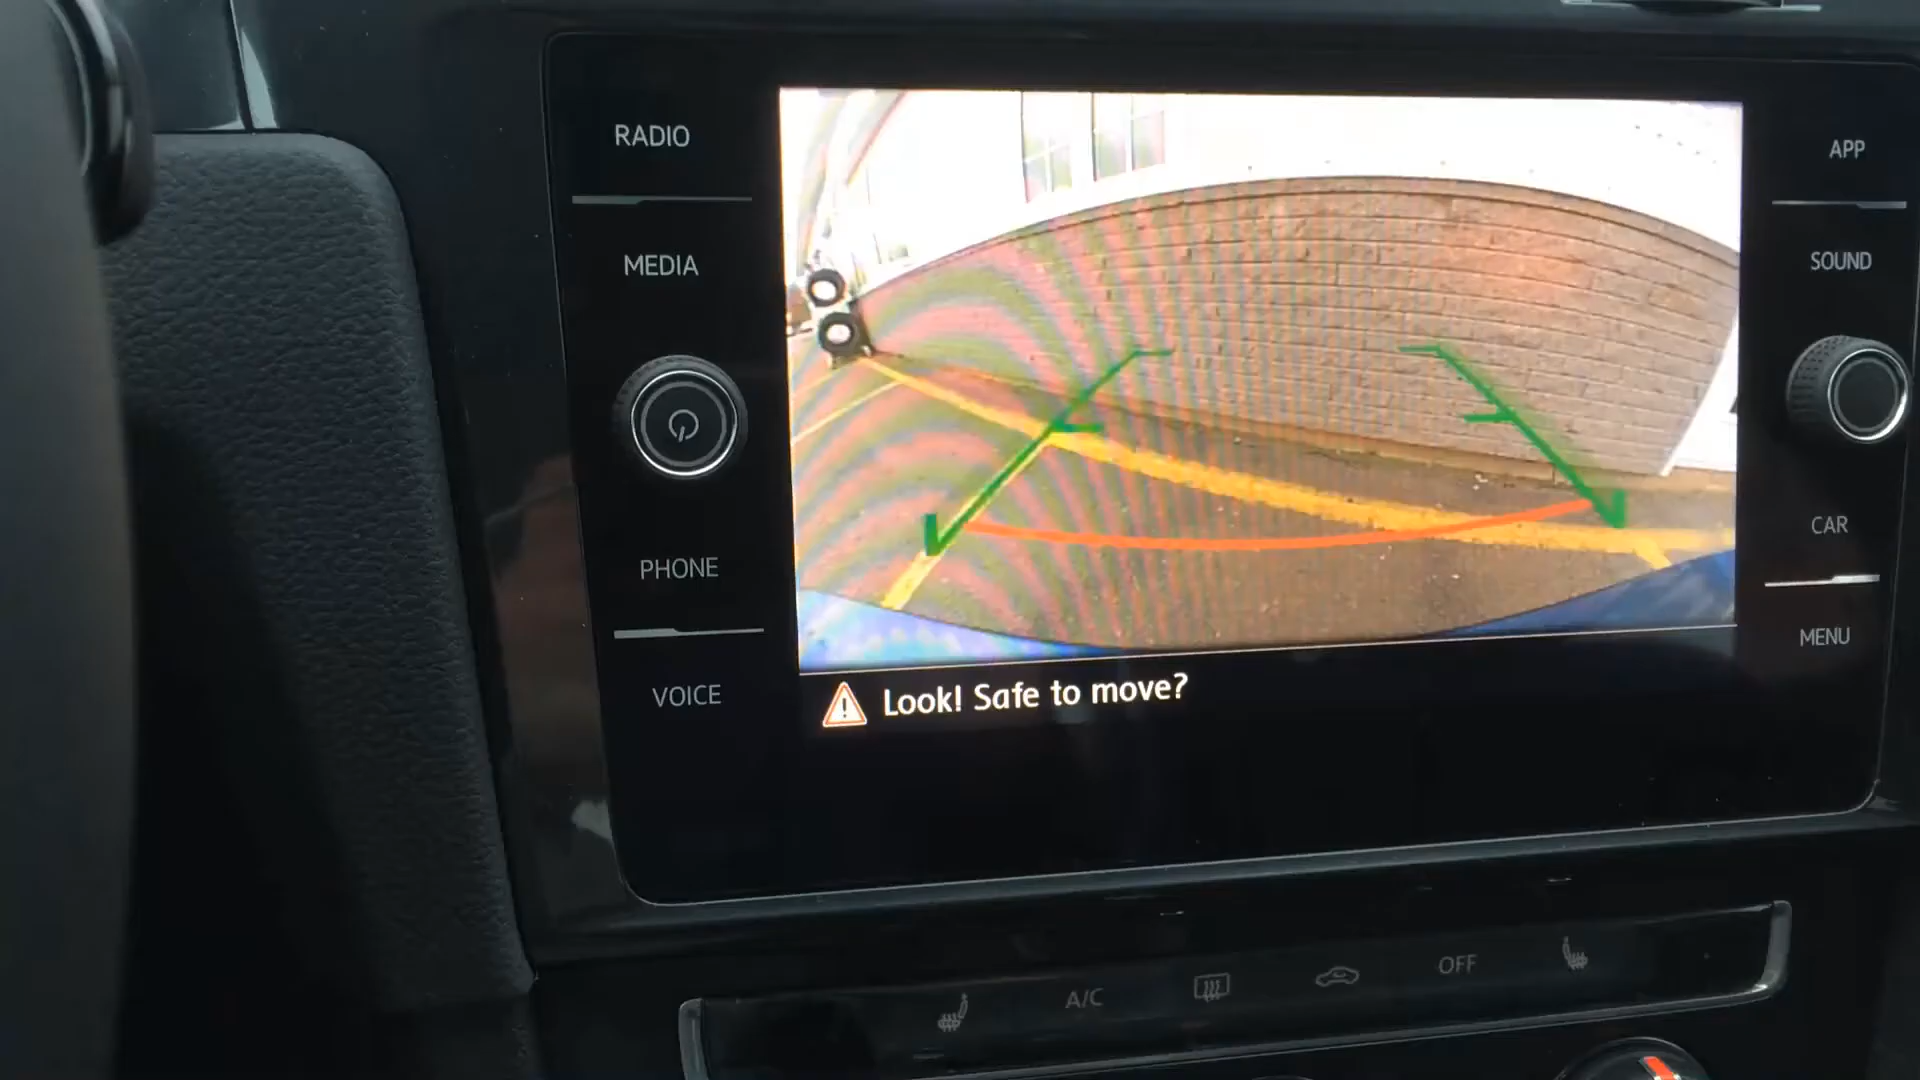 RADIO
MEDIA
PHONE
VOICE
APP
SOUND
CAR
MENU
Look! Safe to move?
A/C
OFF